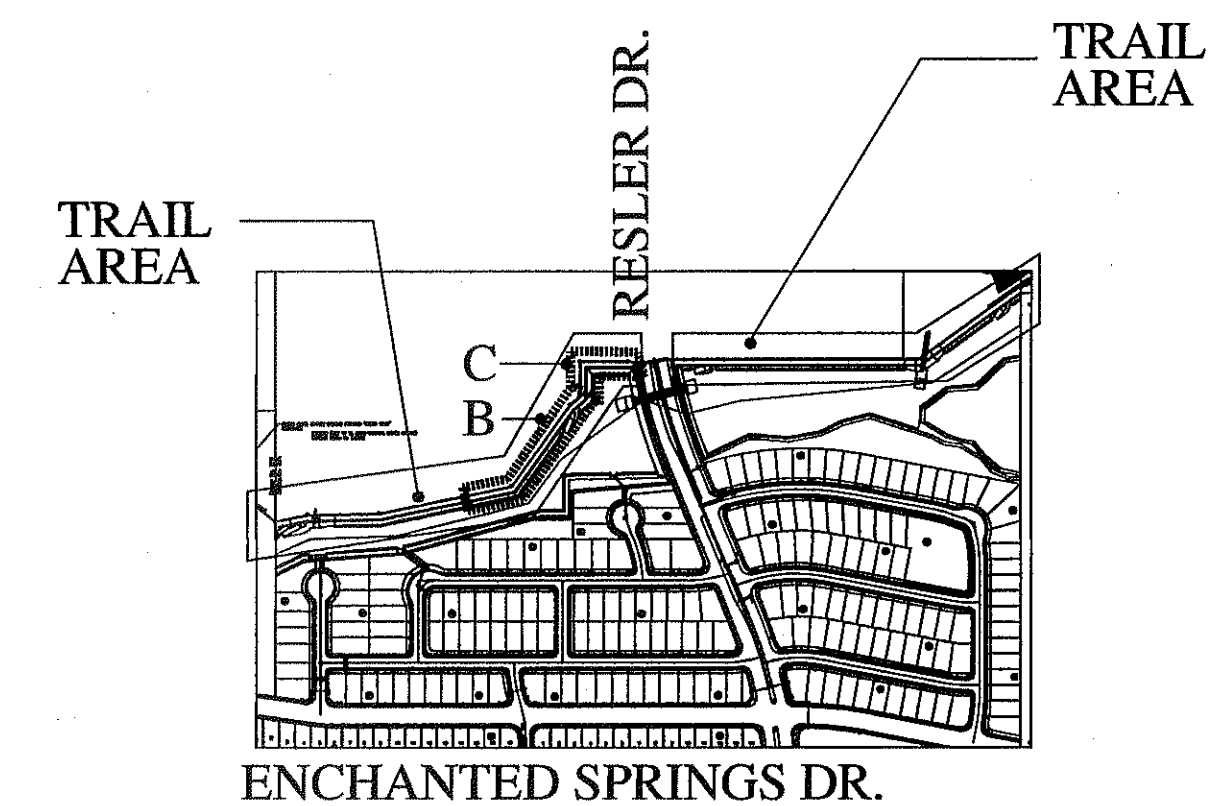 RESLER DR.
TRAIL
AREA
TRAIL
AREA
C
B
ENCHANTED SPRINGS DR.